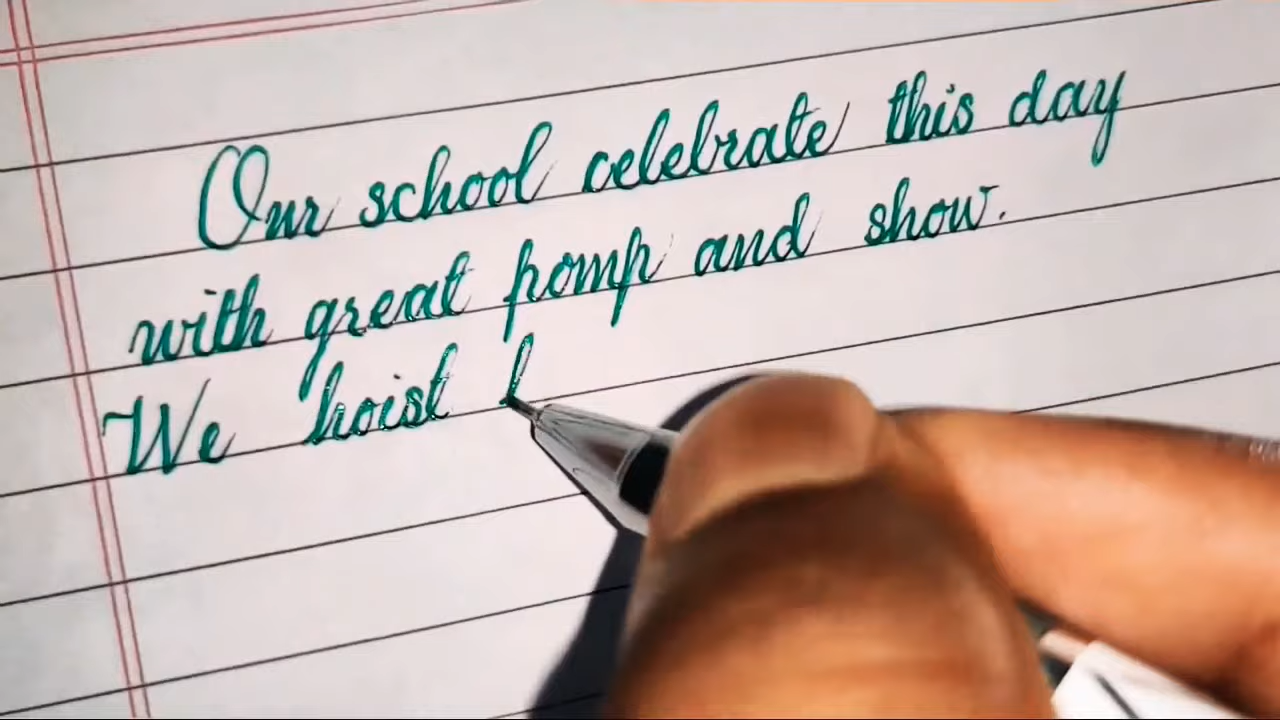 Our school celebrate this day
with great pomp and show.
We hoist